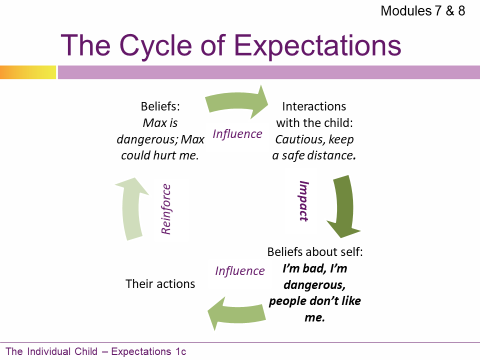 Modules 7 & 8
The Cycle of Expectations
Beliefs:
Max is
dangerous; Max
could hurt me.
Influence
Interactions
with the child:
Cautious, keep
a safe distance.
Impact
Beliefs about self:
I'm bad, I'm
dangerous,
people don't like
me.
Influence
Their actions
Reinforce
The Individual Child – Expectations 1c